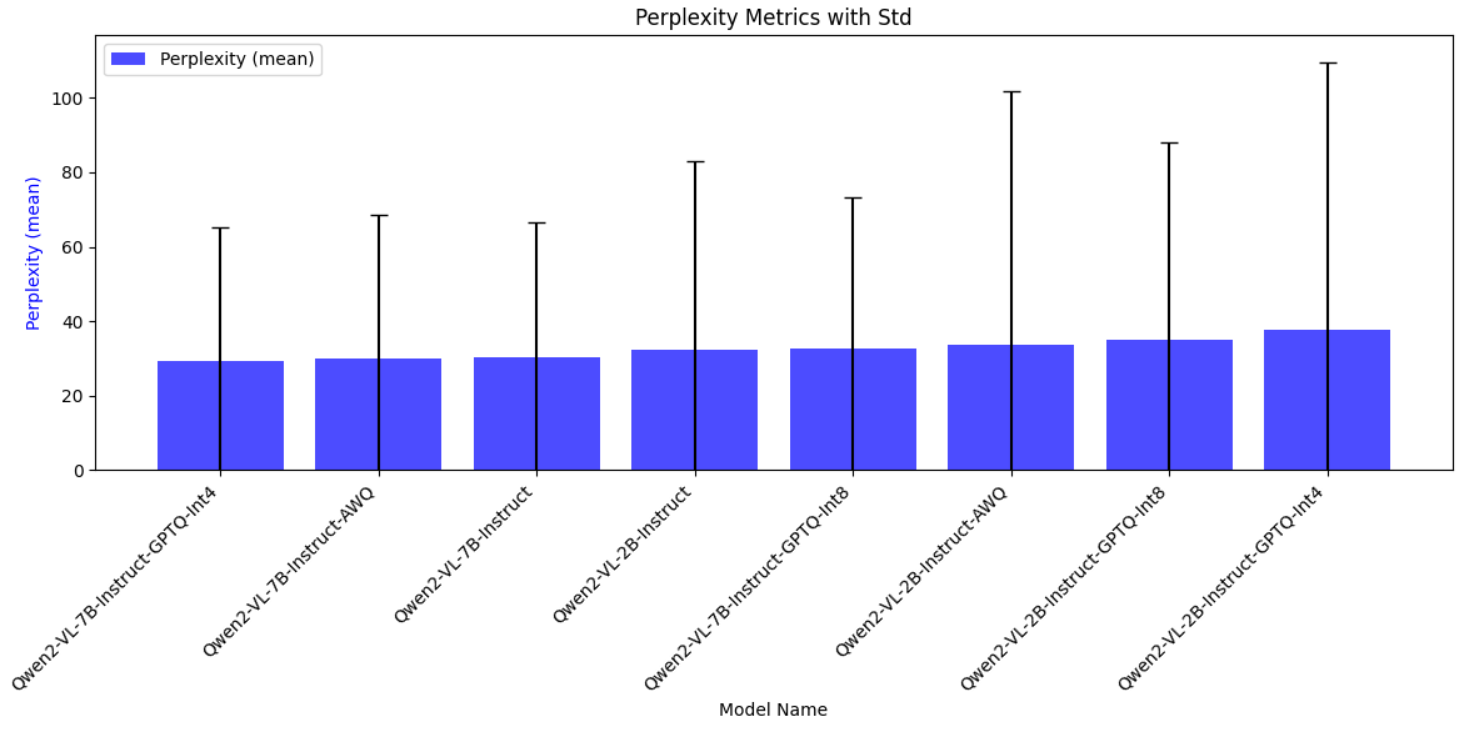 Perplexity Metrics with Std
Perplexity (mean)
Perplexity (mean)
100
80
60
40
20
0
Qwen2-VL-7B-Instruct-GPTQ-Int4
Qwen2-VL-7B-Instruct-AWQ
Qwen2-VL-7B-Instruct
Qwen2-VL-2B-Instruct
Qwen2-VL-7B-Instruct-GPTQ-Int8
Qwen2-VL-2B-Instruct-AWQ
Qwen2-VL-2B-Instruct-GPTQ-Int8
Qwen2-VL-2B-Instruct-GPTQ-Int4
Model Name